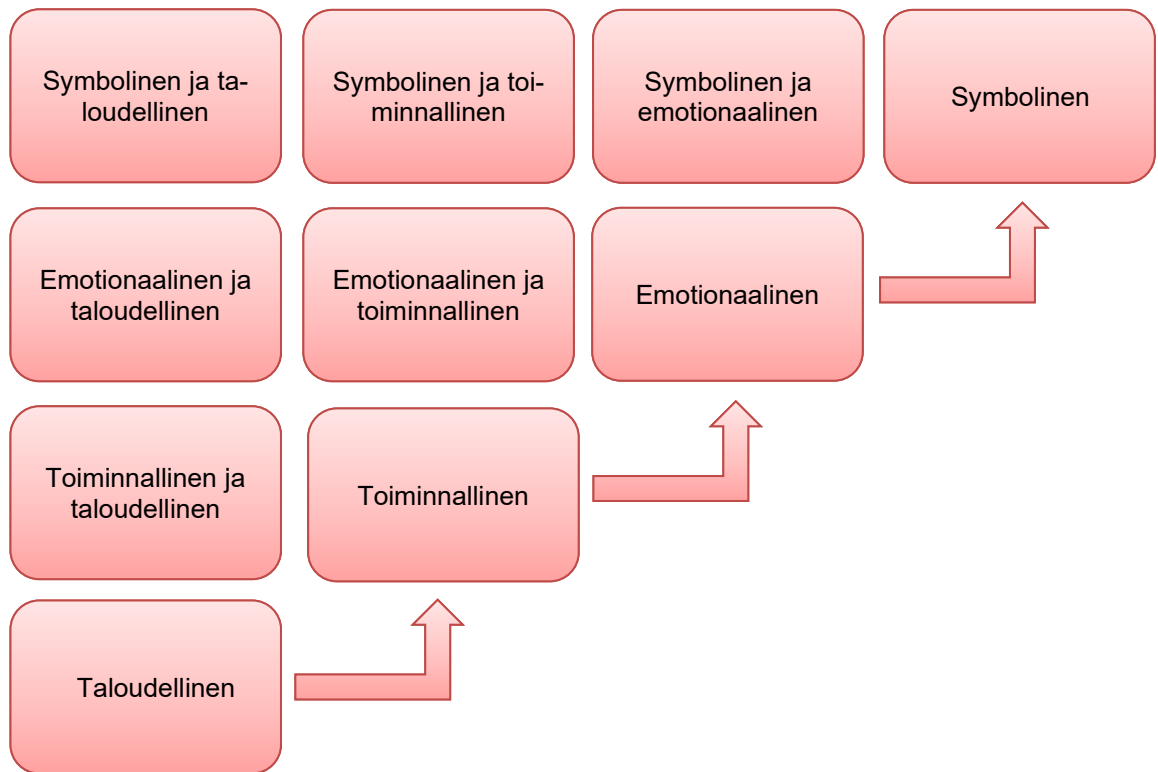 Symbolinen ja ta-
loudellinen
Symbolinen ja toi-
minnallinen
Symbolinen ja
emotionaalinen
Symbolinen
Emotionaalinen ja
taloudellinen
Emotionaalinen ja
toiminnallinen
Emotionaalinen
Toiminnallinen ja
taloudellinen
Toiminnallinen
Taloudellinen